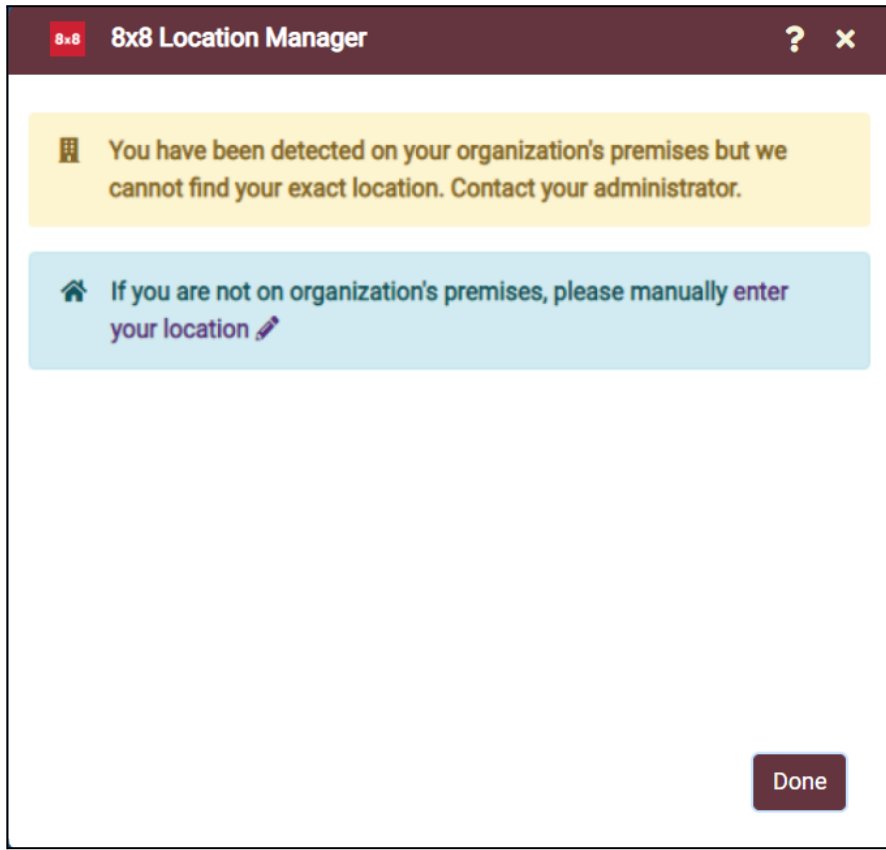 8x8 8x8 Location Manager ? ×
You have been detected on your organization's premises but we
cannot find your exact location. Contact your administrator.
If you are not on organization's premises, please manually enter
your location
Done